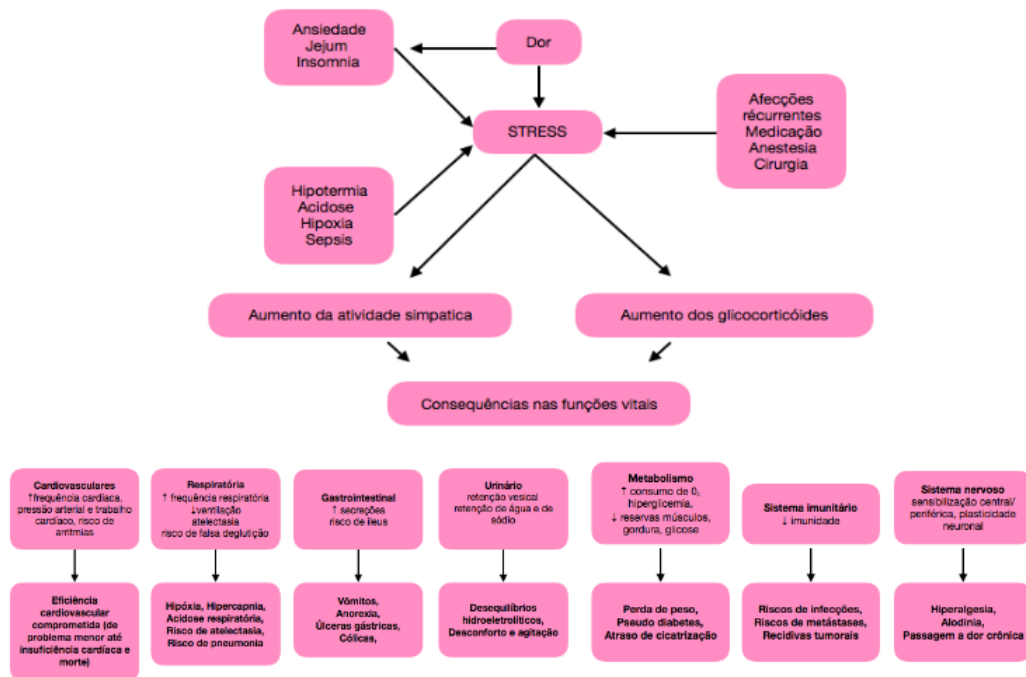 Ansiedade
Jejum
Insomnia
Dor
STRESS
Afecções
récurrentes
Medicação
Anestesia
Cirurgia
Hipotermia
Acidose
Hipoxia
Sepsis
Aumento da atividade simpatica
Aumento dos glicocorticóides
Consequências nas funções vitais
Cardiovasculares
↑frequência cardíaca,
pressão arterial e trabalho
cardíaco, risco de
arritmias
Respiratória
↑ frequência respiratória
↓ventilação
atelectasia
risco de falsa deglutição
Gastrointestinal
↑ secreções
risco de ileus
Urinário
retenção vesical
retenção de água e de
sódio
Metabolismo
↑ consumo de 0₂
hiperglicemia,
↓ reservas músculos,
gordura, glicose
Sistema imunitário
↓ imunidade
Sistema nervoso
sensibilização central/
periférica, plasticidade
neuronal
Eficiência
cardiovascular
comprometida (de
problema menor até
insuficiência cardíaca e
morte)
Hipóxia, Hipercapnia,
Acidose respiratória,
Risco de atelectasia,
Risco de pneumonia
Vômitos,
Anorexia,
Úlceras gástricas,
Cólicas,
Desequilíbrios
hidroeletrolíticos,
Desconforto e agitação
Perda de peso,
Pseudo diabetes,
Atraso de cicatrização
Riscos de infecções,
Riscos de metástases,
Recidivas tumorais
Hiperalgesia,
Alodinia,
Passagem a dor crônica